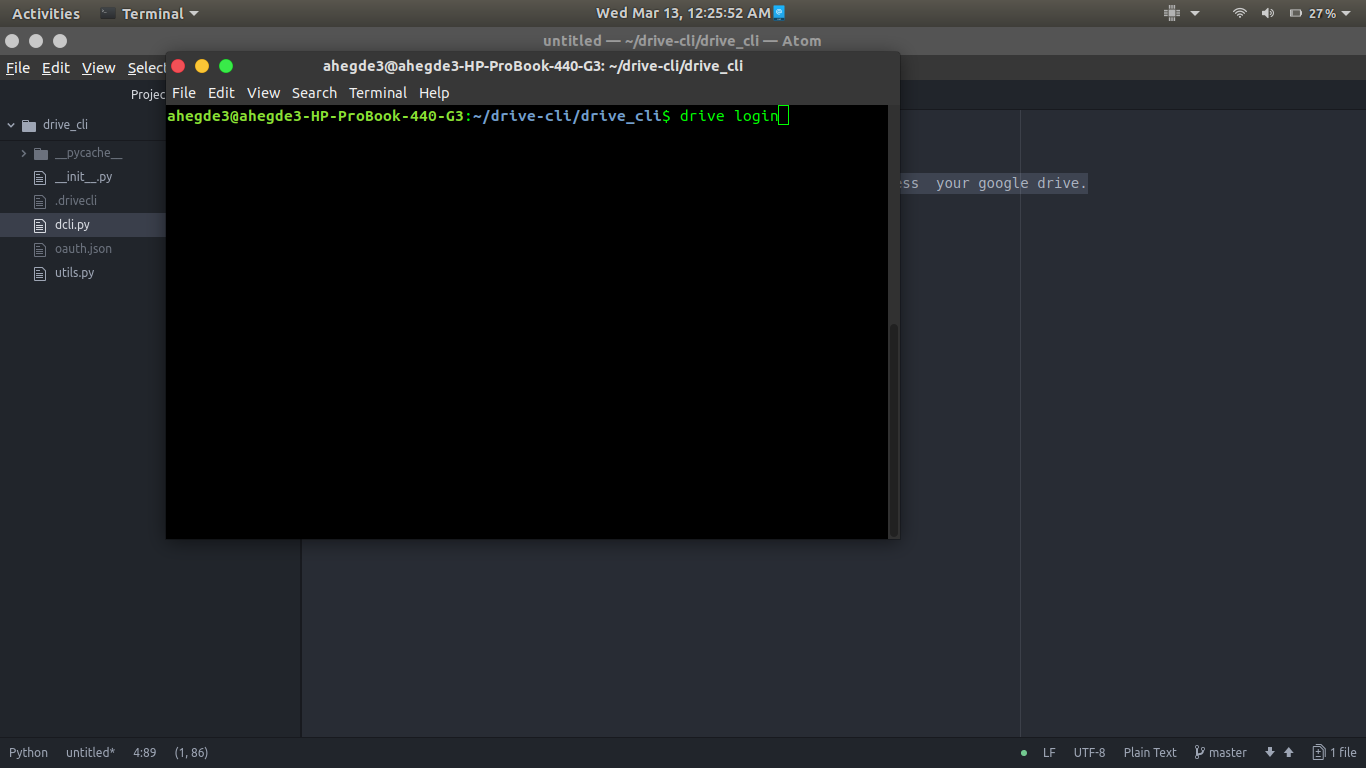 Activities Terminal Wed Mar 13, 12:25:52 AM 27%
untitled — ~/drive-cli/drive_cli — Atom
File Edit View Select
ahegde3@ahegde3-HP-ProBook-440-G3: ~/drive-cli/drive_cli
File Edit View Search Terminal Help
ahegde3@ahegde3-HP-ProBook-440-G3:~/drive-cli/drive_cli$ drive login
Projec
drive_cli
__pycache__
__init__.py
.drivecli
dcli.py
oauth.json
utils.py
ess  your google drive.
Python untitled* 4:89 (1, 86) LF UTF-8 Plain Text master 1 file